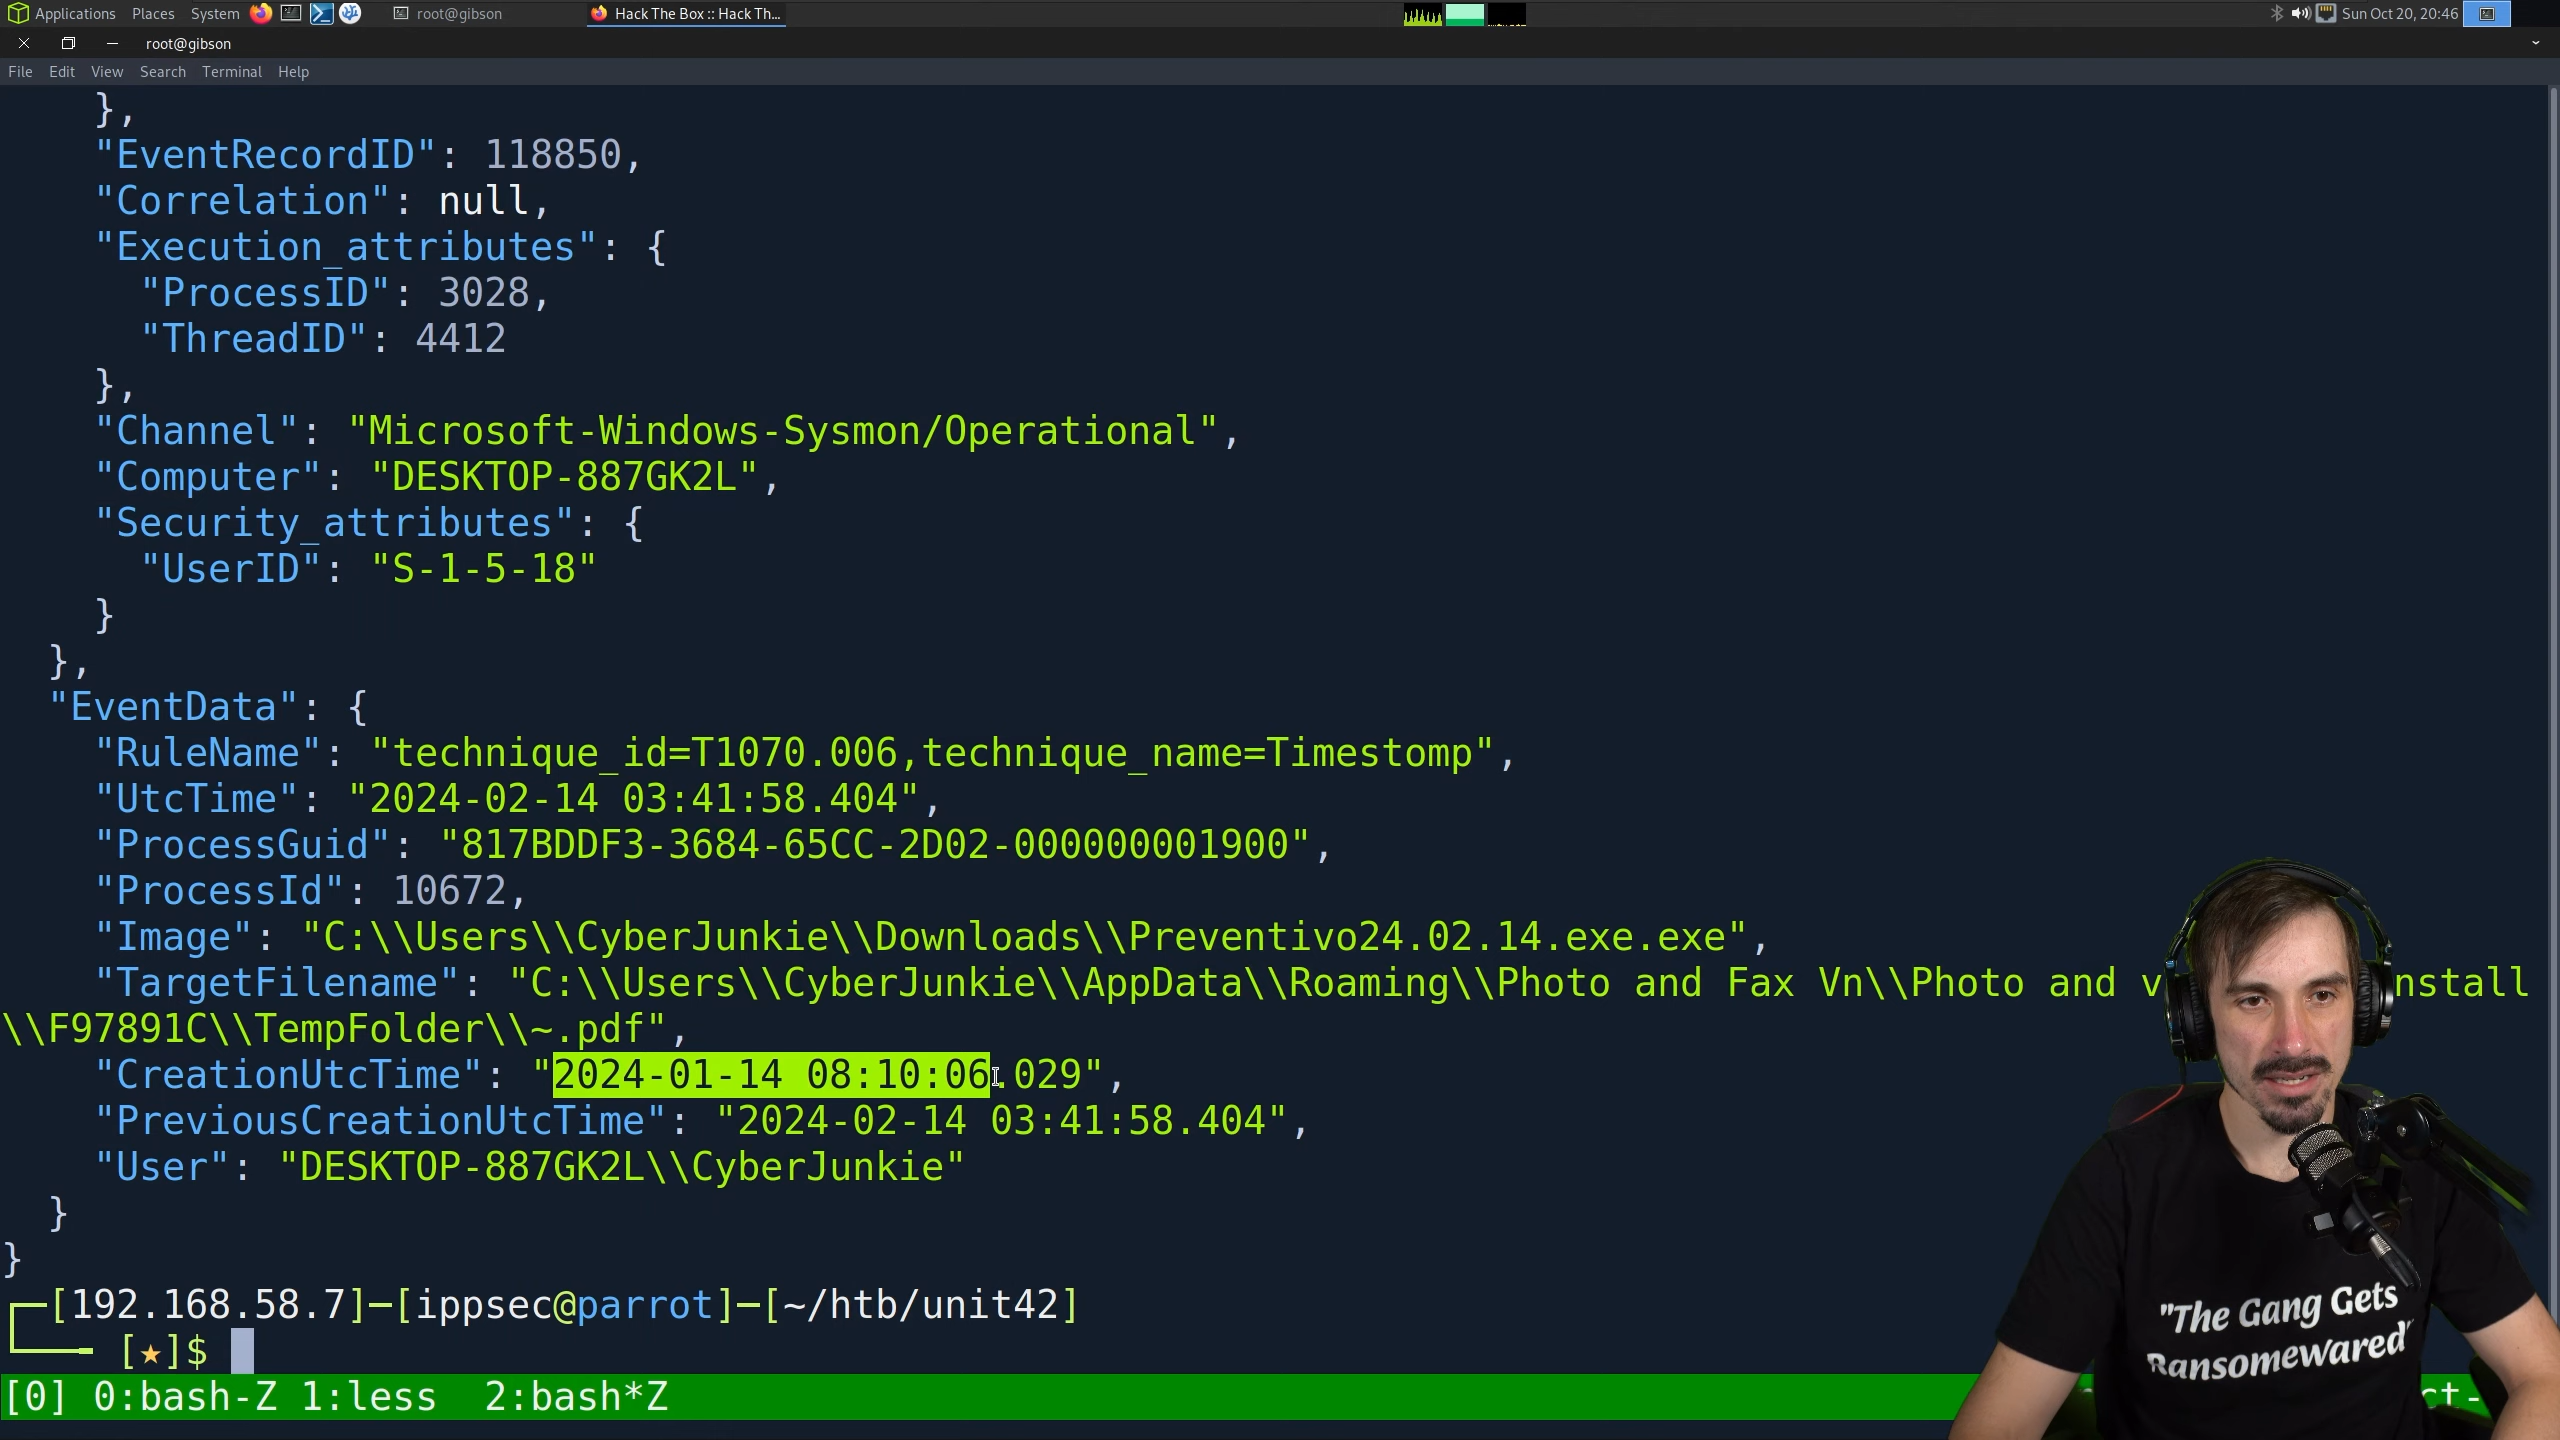 Applications Places System root@gibson Hack The Box :: Hack Th... Sun Oct 20, 20:46
root@gibson
File Edit View Search Terminal Help
},
"EventRecordID": 118850,
"Correlation": null,
"Execution_attributes": {
"ProcessID": 3028,
"ThreadID": 4412
},
"Channel": "Microsoft-Windows-Sysmon/Operational",
"Computer": "DESKTOP-887GK2L",
"Security_attributes": {
"UserID": "S-1-5-18"
}
},
"EventData": {
"RuleName": "technique_id=T1070.006,technique_name=Timestomp",
"UtcTime": "2024-02-14 03:41:58.404",
"ProcessGuid": "817BDDF3-3684-65CC-2D02-000000001900",
"ProcessId": 10672,
"Image": "C:\\Users\\CyberJunkie\\Downloads\\Preventivo24.02.14.exe.exe",
"TargetFilename": "C:\\Users\\CyberJunkie\\AppData\\Roaming\\Photo and Fax Vn\\Photo and v nstall
\\F97891C\\TempFolder\\~.pdf",
"CreationUtcTime": "2024-01-14 08:10:06.029",
"PreviousCreationUtcTime": "2024-02-14 03:41:58.404",
"User": "DESKTOP-887GK2L\\CyberJunkie"
}
}
[192.168.58.7]─[ippsec@parrot]─[~/htb/unit42]
[★]$
[0] 0:bash-Z 1:less 2:bash*Z ct-
"The Gang Gets
Ransomewared"